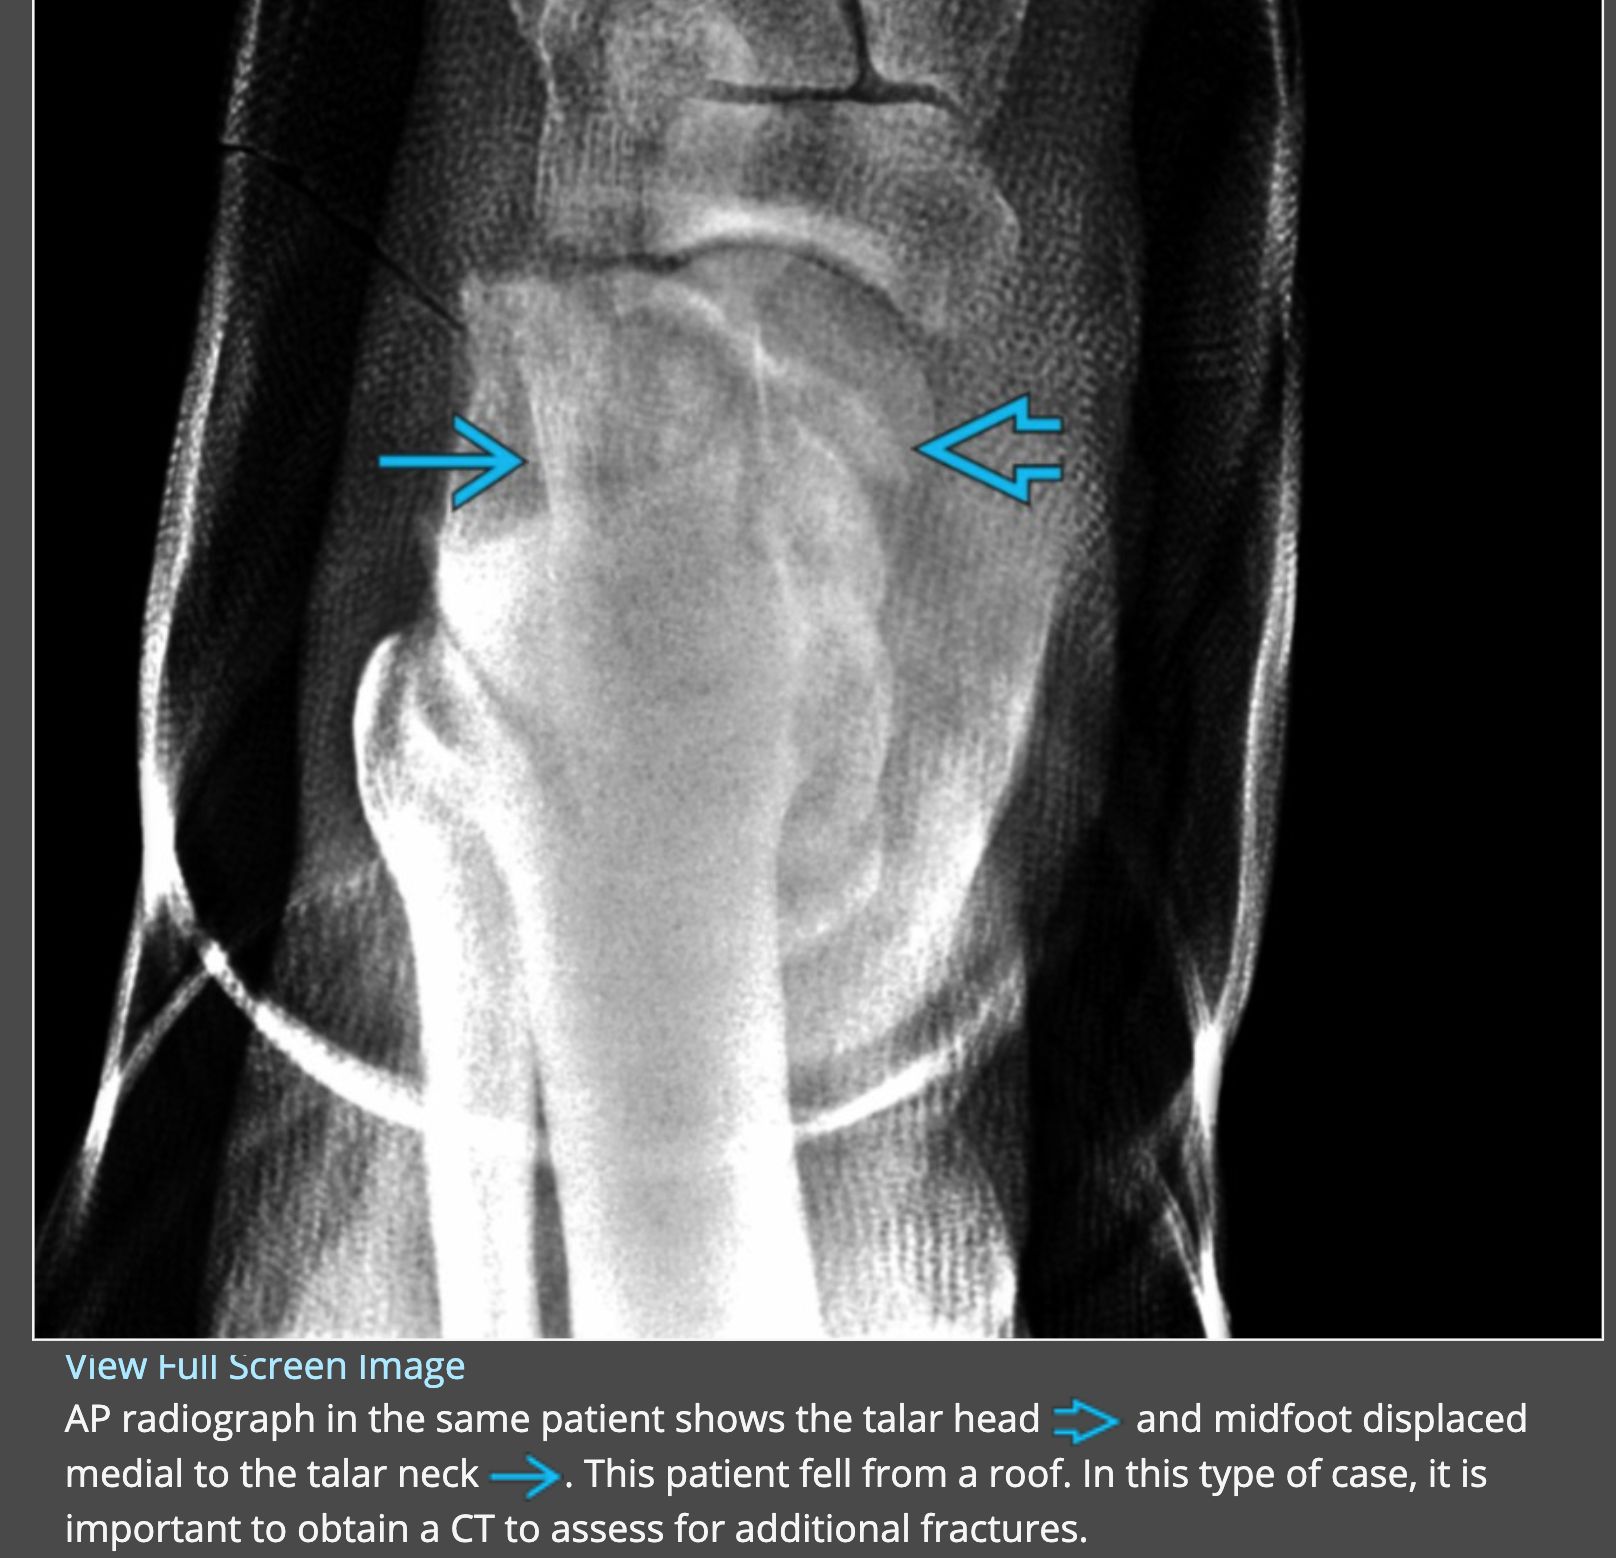 View Full Screen Image
AP radiograph in the same patient shows the talar head and midfoot displaced
medial to the talar neck . This patient fell from a roof. In this type of case, it is
important to obtain a CT to assess for additional fractures.